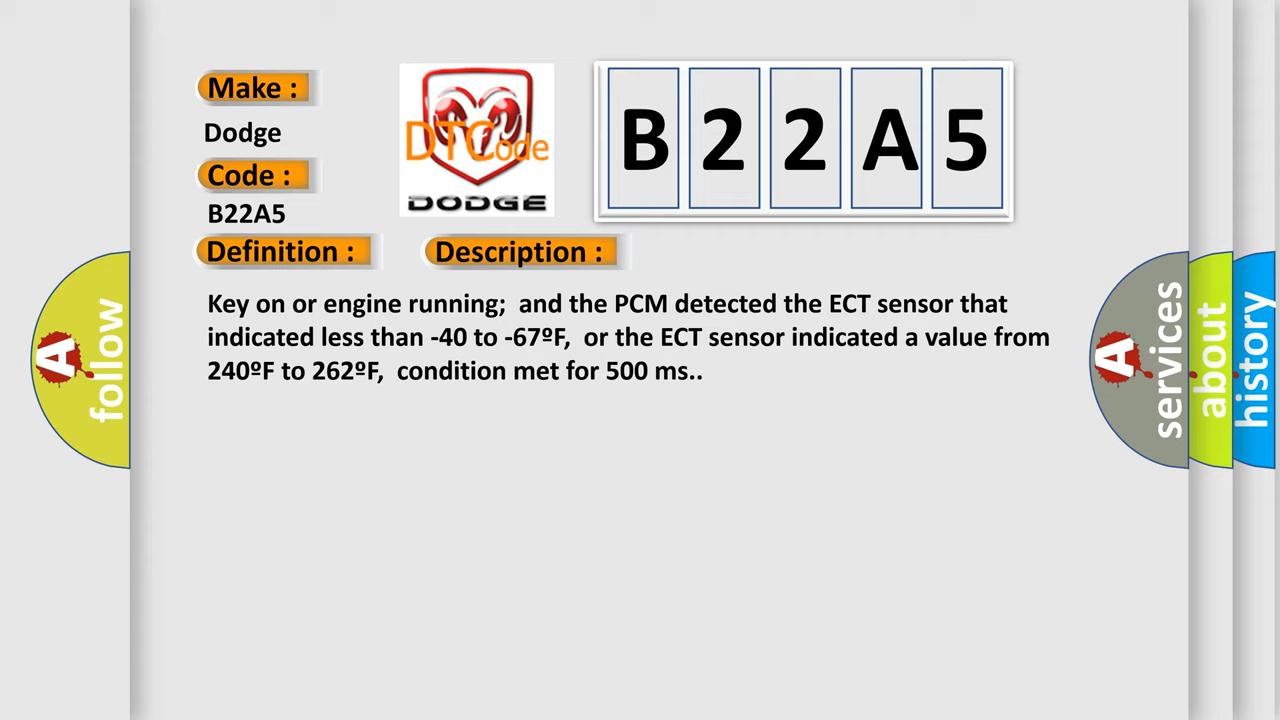 Make :
Dodge
Code :
B22A5
Definition :
Description :
DTCode
DODGE
B 2 2 A 5
Key on or engine running;  and the PCM detected the ECT sensor that
indicated less than -40 to -67ºF,  or the ECT sensor indicated a value from
240ºF to 262ºF,  condition met for 500 ms..
A follow
A services
about
history